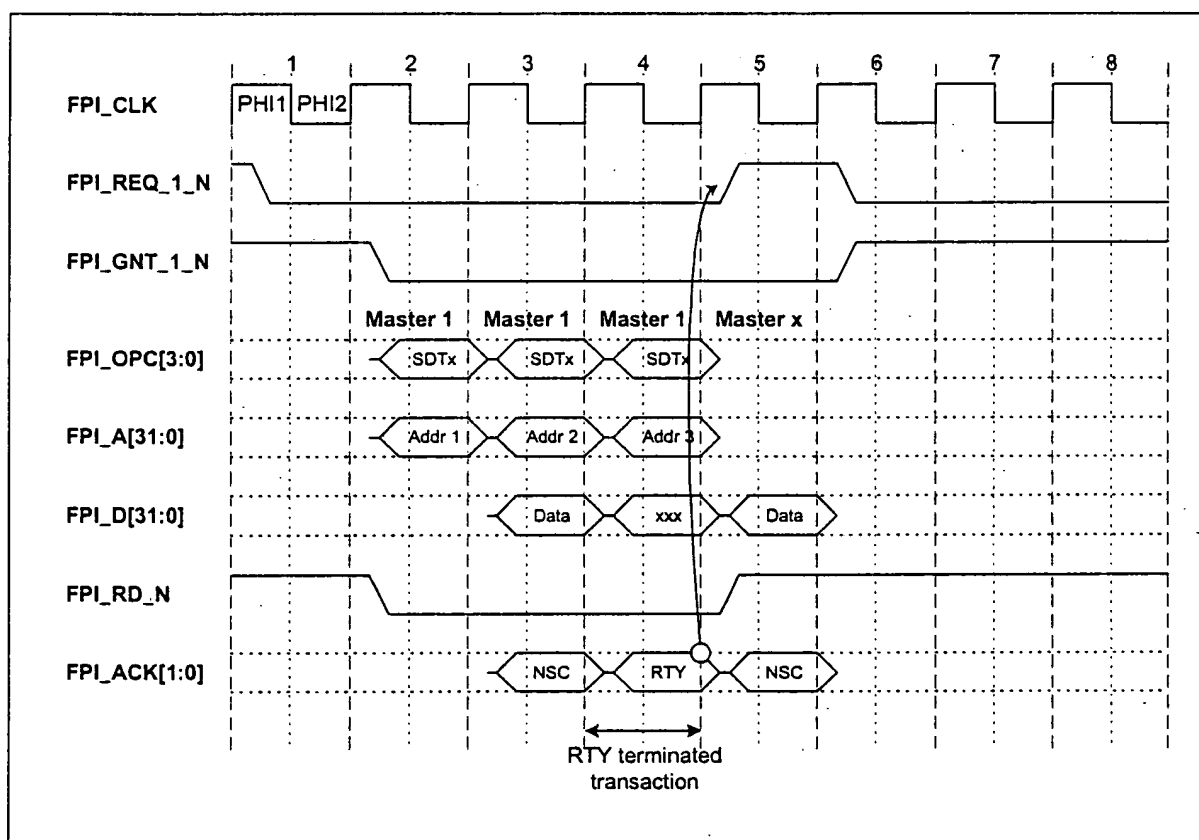 1 2 3 4 5 6 7 8
FPI_CLK PHI1 PHI2
FPI_REQ_1_N
FPI_GNT_1_N
Master 1 Master 1 Master 1 Master x
FPI_OPC[3:0] SDTx SDTx SDTx
FPI_A[31:0] Addr 1 Addr 2 Addr 3
FPI_D[31:0] Data xxx Data
FPI_RD_N
FPI_ACK[1:0] NSC RTY NSC
RTY terminated
transaction